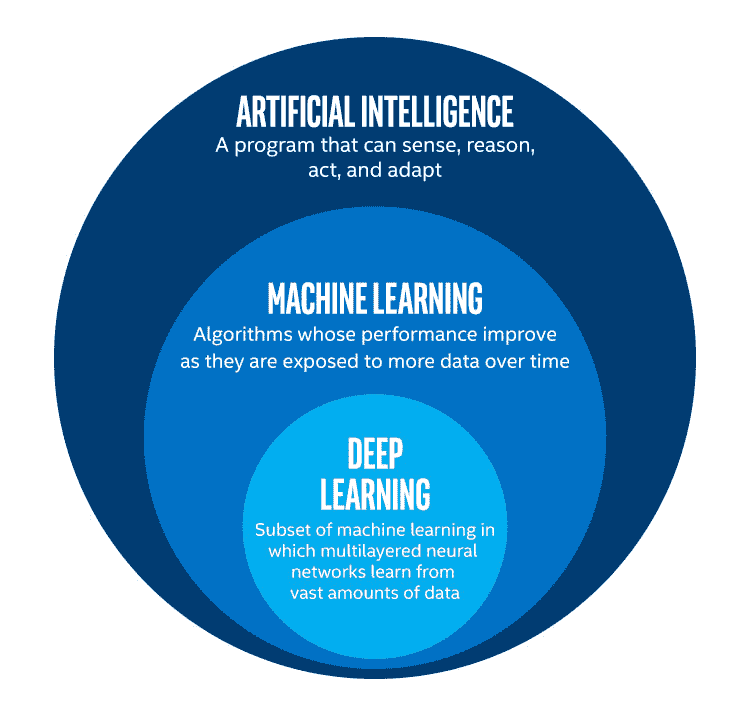 ARTIFICIAL INTELLIGENCE
A program that can sense, reason,
act, and adapt
MACHINE LEARNING
Algorithms whose performance improve
as they are exposed to more data over time
DEEP
LEARNING
Subset of machine learning in
which multilayered neural
networks learn from
vast amounts of data